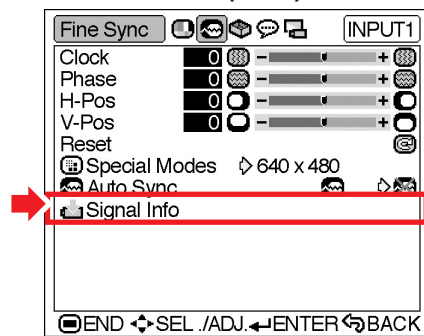 Fine Sync INPUT1
Clock 0 - +
Phase 0 - +
H-Pos 0 - +
V-Pos 0 - +
Reset
Special Modes 640 x 480
Auto Sync
Signal Info
END SEL ./ADJ. ENTER BACK